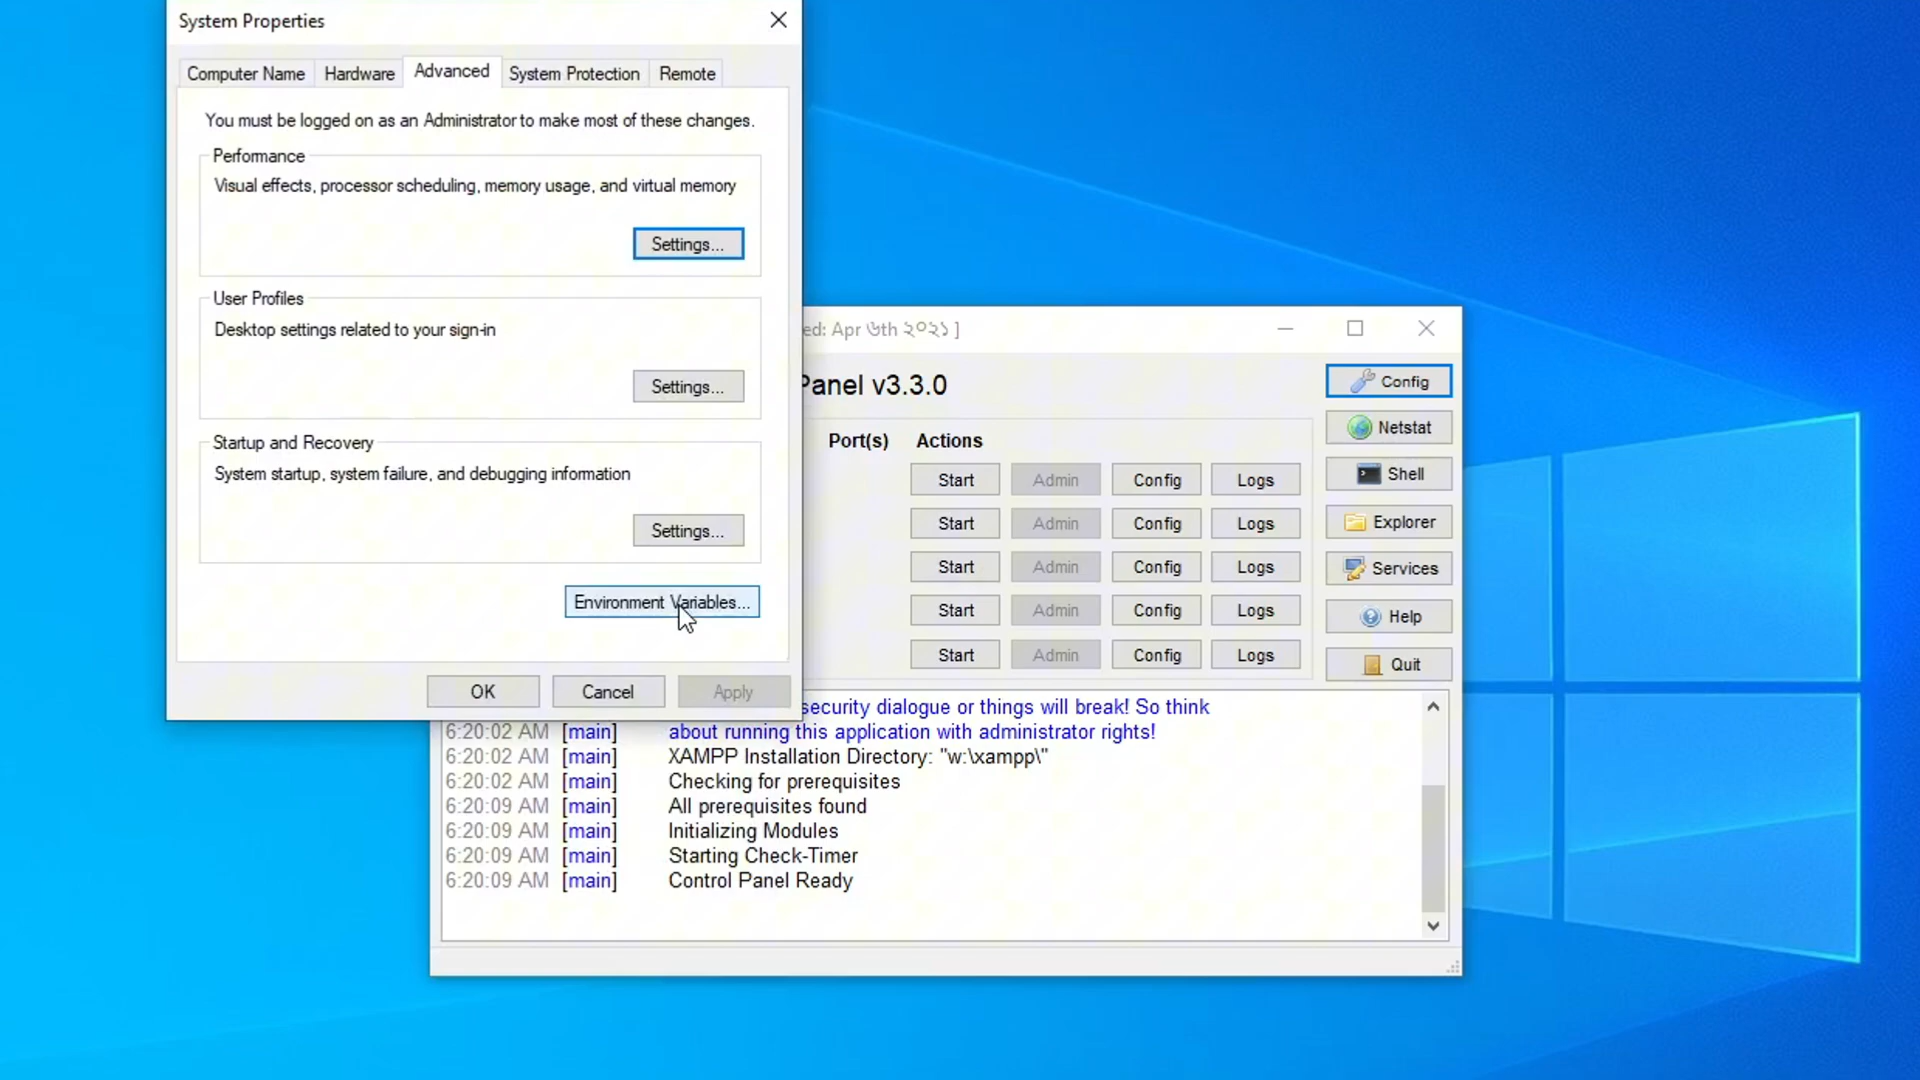 System Properties
Computer Name Hardware Advanced System Protection Remote
You must be logged on as an Administrator to make most of these changes.
Performance
Visual effects, processor scheduling, memory usage, and virtual memory
Settings...
User Profiles
Desktop settings related to your sign-in
Settings...
Startup and Recovery
System startup, system failure, and debugging information
Settings...
Environment Variables...
OK Cancel Apply
ed: Apr ৬th ২০২১ ]
Panel v3.3.0
Config
Netstat
Shell
Explorer
Services
Help
Quit
Port(s) Actions
Start Admin Config Logs
Start Admin Config Logs
Start Admin Config Logs
Start Admin Config Logs
Start Admin Config Logs
security dialogue or things will break! So think
6:20:02 AM [main] about running this application with administrator rights!
6:20:02 AM [main] XAMPP Installation Directory: "w:\xampp\"
6:20:02 AM [main] Checking for prerequisites
6:20:09 AM [main] All prerequisites found
6:20:09 AM [main] Initializing Modules
6:20:09 AM [main] Starting Check-Timer
6:20:09 AM [main] Control Panel Ready